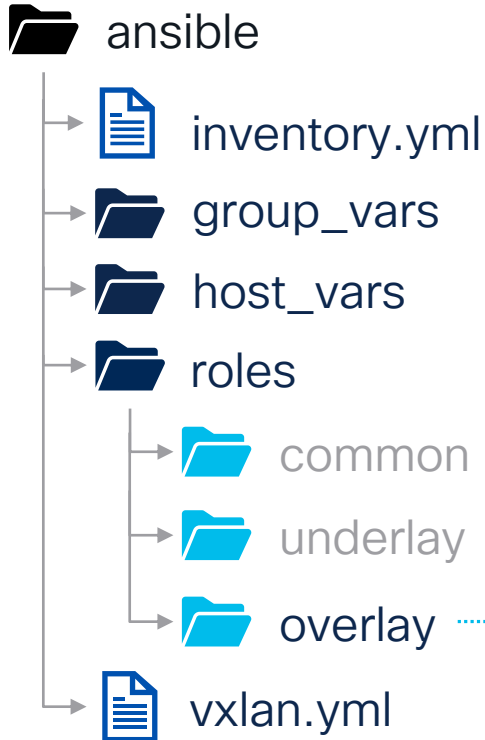 ansible
inventory.yml
group_vars
host_vars
roles
common
underlay
overlay
vxlan.yml